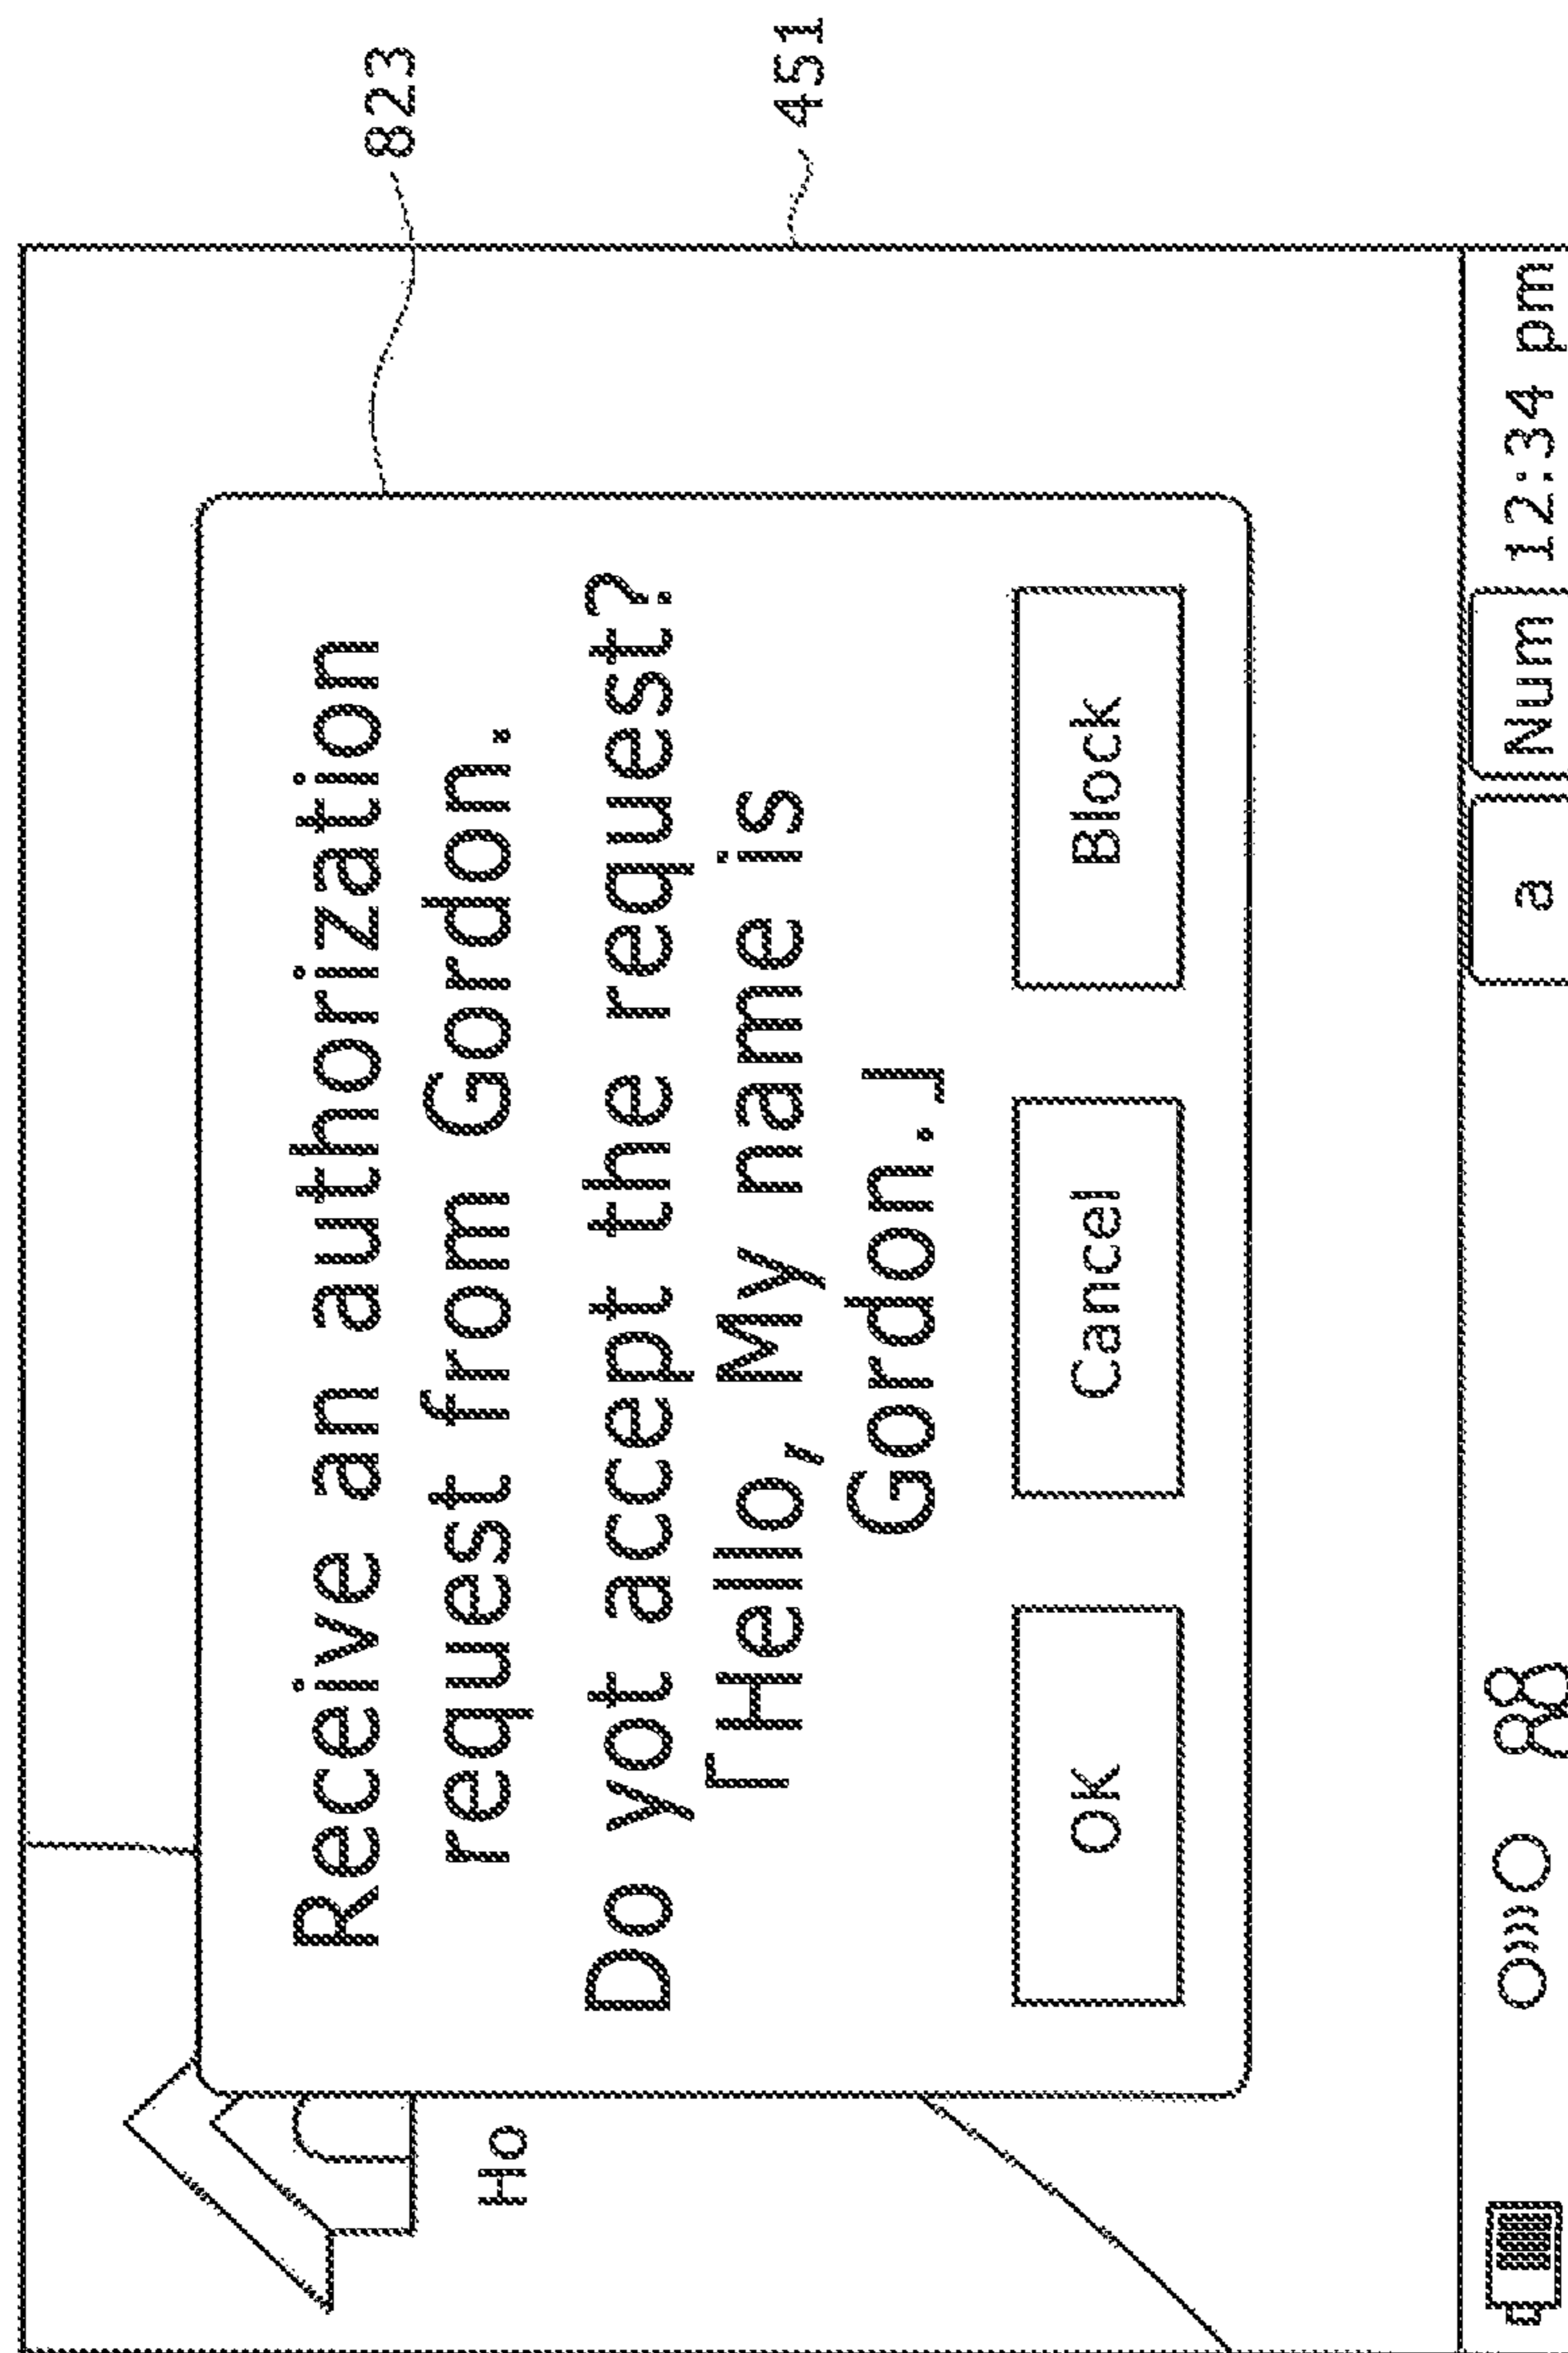 823
451
Receive an authorization
request from Gordon.
Do yot accept the request?
「Hello, My name is
Gordon.」
OK Cancel Block
Ho
a Num 12:34 pm